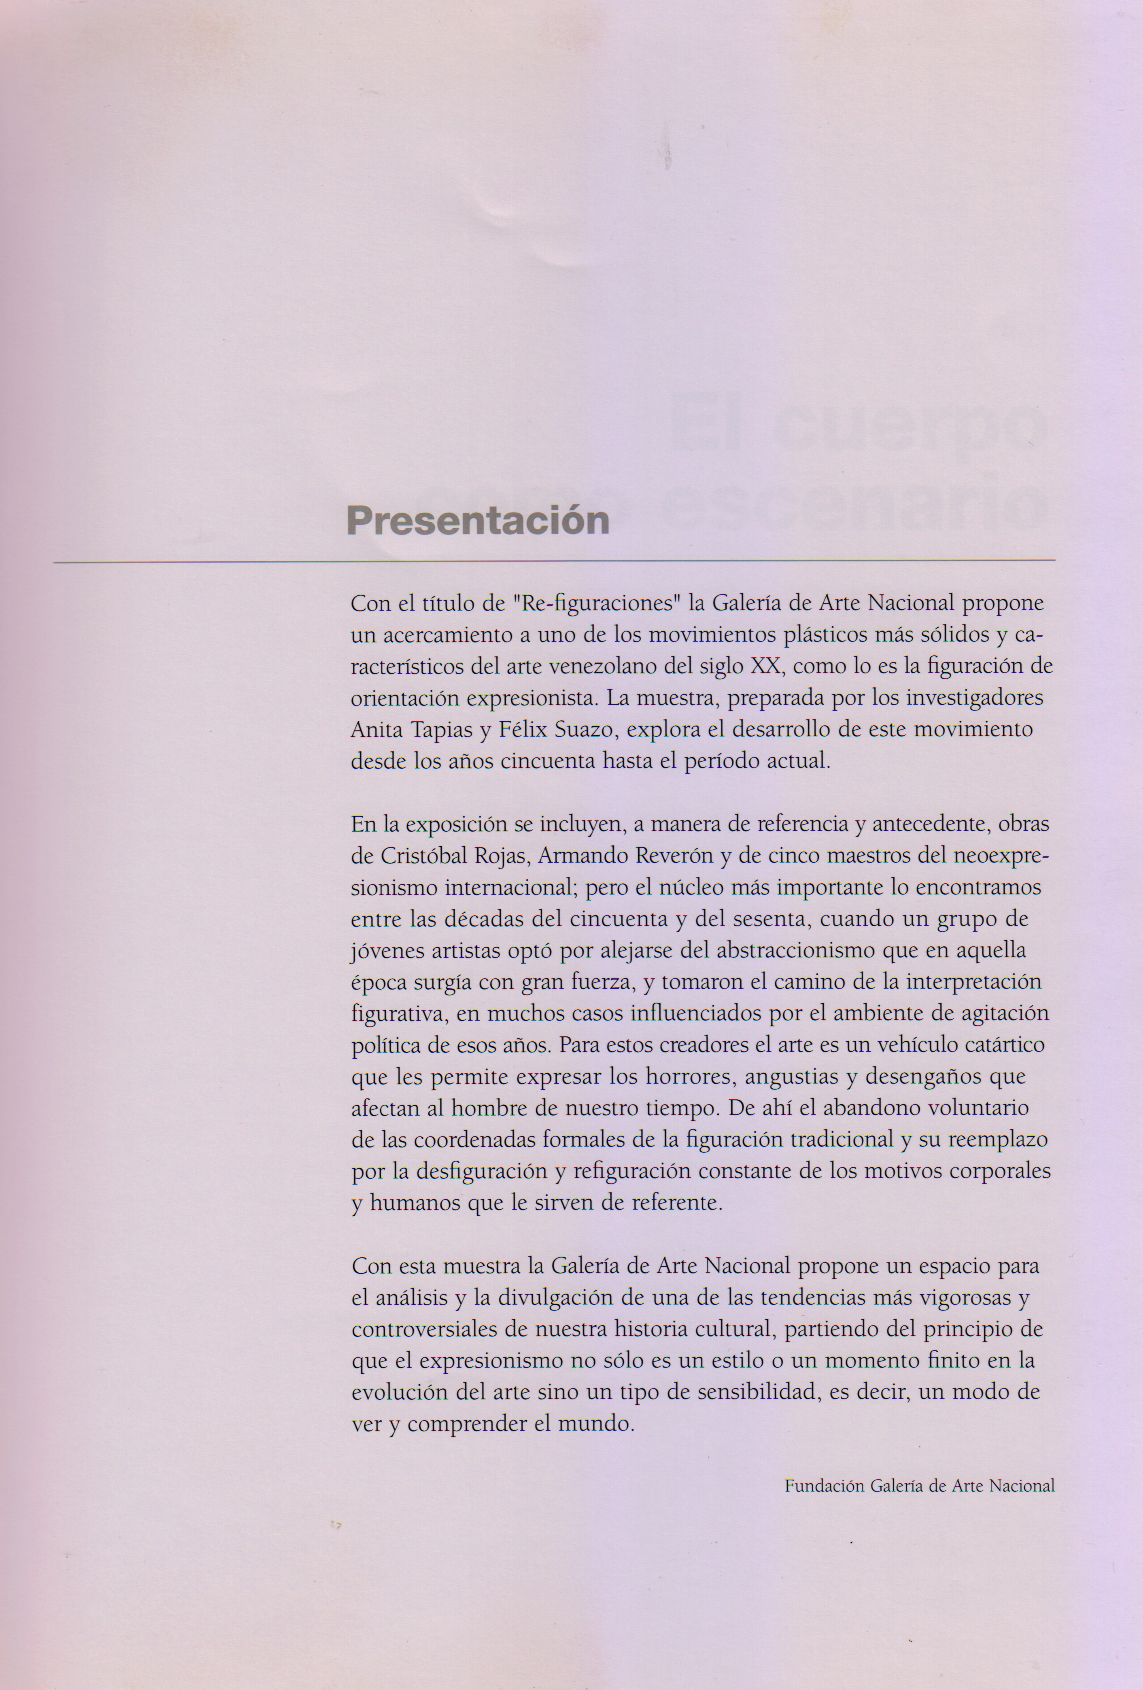 El cuerpo
como escenario
Presentación
Con el título de "Re-figuraciones" la Galería de Arte Nacional propone
un acercamiento a uno de los movimientos plásticos más sólidos y ca-
racterísticos del arte venezolano del siglo XX, como lo es la figuración de
orientación expresionista. La muestra, preparada por los investigadores
Anita Tapias y Félix Suazo, explora el desarrollo de este movimiento
desde los años cincuenta hasta el período actual.
En la exposición se incluyen, a manera de referencia y antecedente, obras
de Cristóbal Rojas, Armando Reverón y de cinco maestros del neoexpre-
sionismo internacional; pero el núcleo más importante lo encontramos
entre las décadas del cincuenta y del sesenta, cuando un grupo de
jóvenes artistas optó por alejarse del abstraccionismo que en aquella
época surgía con gran fuerza, y tomaron el camino de la interpretación
figurativa, en muchos casos influenciados por el ambiente de agitación
política de esos años. Para estos creadores el arte es un vehículo catártico
que les permite expresar los horrores, angustias y desengaños que
afectan al hombre de nuestro tiempo. De ahí el abandono voluntario
de las coordenadas formales de la figuración tradicional y su reemplazo
por la desfiguración y refiguración constante de los motivos corporales
y humanos que le sirven de referente.
Con esta muestra la Galería de Arte Nacional propone un espacio para
el análisis y la divulgación de una de las tendencias más vigorosas y
controversiales de nuestra historia cultural, partiendo del principio de
que el expresionismo no sólo es un estilo o un momento finito en la
evolución del arte sino un tipo de sensibilidad, es decir, un modo de
ver y comprender el mundo.
Fundación Galería de Arte Nacional